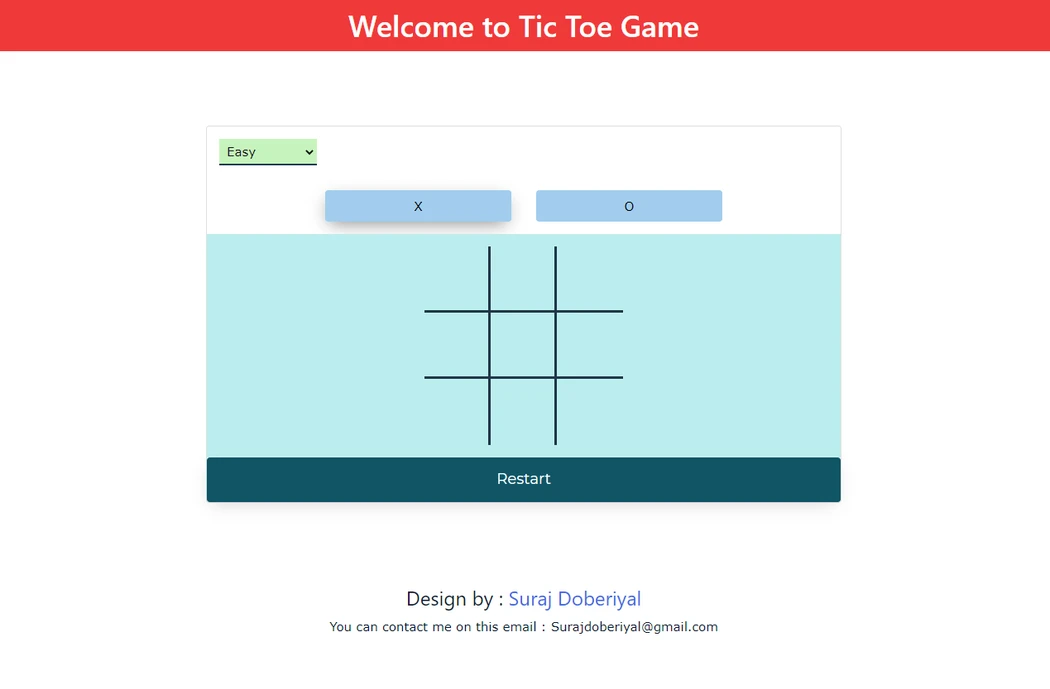 Welcome to Tic Toe Game
Easy
X O
Restart
Design by : Suraj Doberiyal
You can contact me on this email : Surajdoberiyal@gmail.com